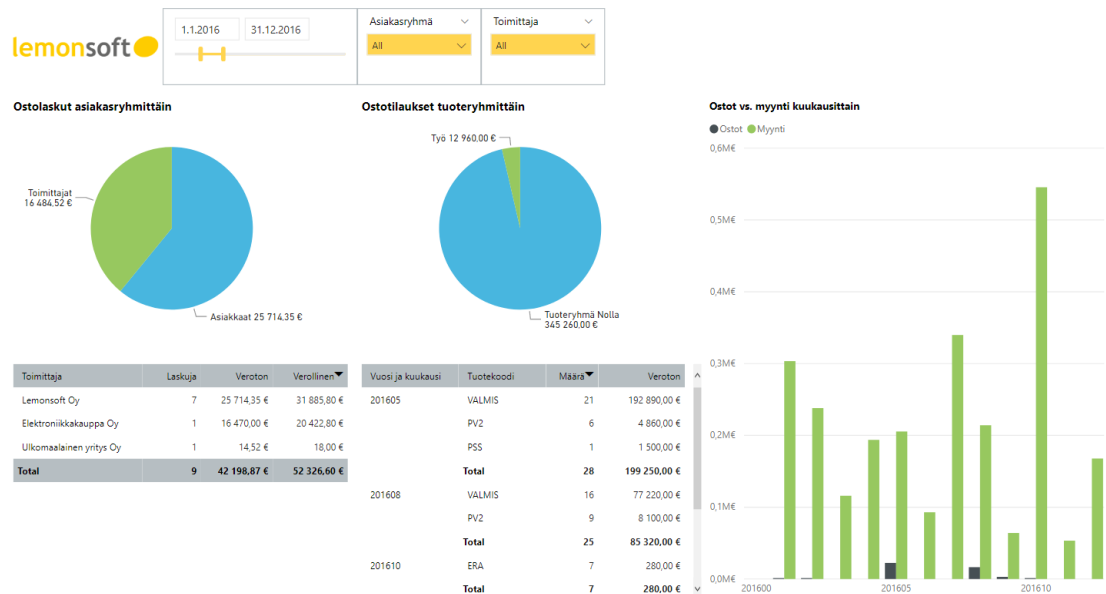 lemonsoft
1.1.2016 31.12.2016
Asiakasryhmä
All
Toimittaja
All
Ostolaskut asiakasryhmittäin
Toimittajat
16 484,52 €
Asiakkaat 25 714,35 €
Ostotilaukset tuoteryhmittäin
Työ 12 960,00 €
Tuoteryhmä Nolla
345 260,00 €
Toimittaja Laskuja Veroton Verollinen
Lemonsoft Oy 7 25 714,35 € 31 885,80 €
Elektroniikkakauppa Oy 1 16 470,00 € 20 422,80 €
Ulkomaalainen yritys Oy 1 14,52 € 18,00 €
Total 9 42 198,87 € 52 326,60 €
Vuosi ja kuukausi Tuotekoodi Määrä Veroton
201605 VALMIS 21 192 890,00 €
PV2 6 4 860,00 €
PSS 1 1 500,00 €
Total 28 199 250,00 €
201608 VALMIS 16 77 220,00 €
PV2 9 8 100,00 €
Total 25 85 320,00 €
201610 ERA 7 280,00 €
Total 7 280,00 €
Ostot vs. myynti kuukausittain
Ostot Myynti
0,6M€
0,5M€
0,4M€
0,3M€
0,2M€
0,1M€
0,0M€
201600 201605 201610